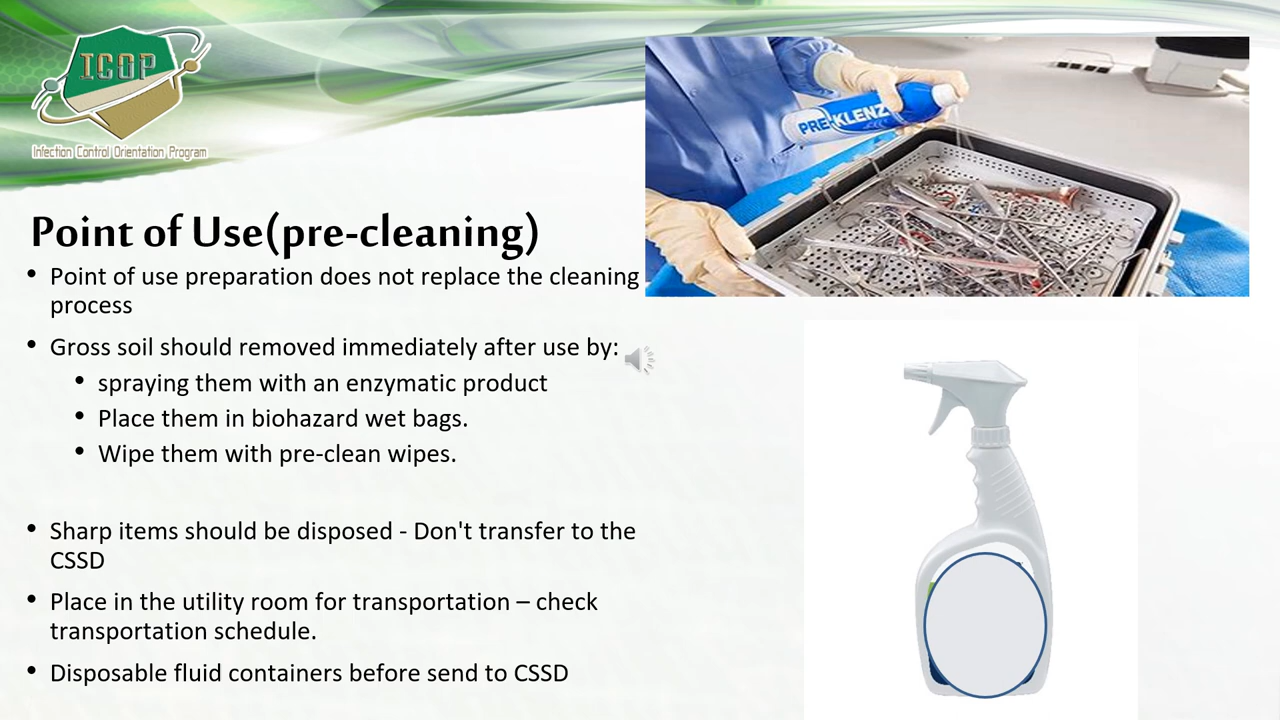 ICOP
Infection Control Orientation Program
PRE-KLENZ
Point of Use(pre-cleaning)
• Point of use preparation does not replace the cleaning
process
• Gross soil should removed immediately after use by:
• spraying them with an enzymatic product
• Place them in biohazard wet bags.
• Wipe them with pre-clean wipes.
• Sharp items should be disposed - Don't transfer to the
CSSD
• Place in the utility room for transportation – check
transportation schedule.
• Disposable fluid containers before send to CSSD